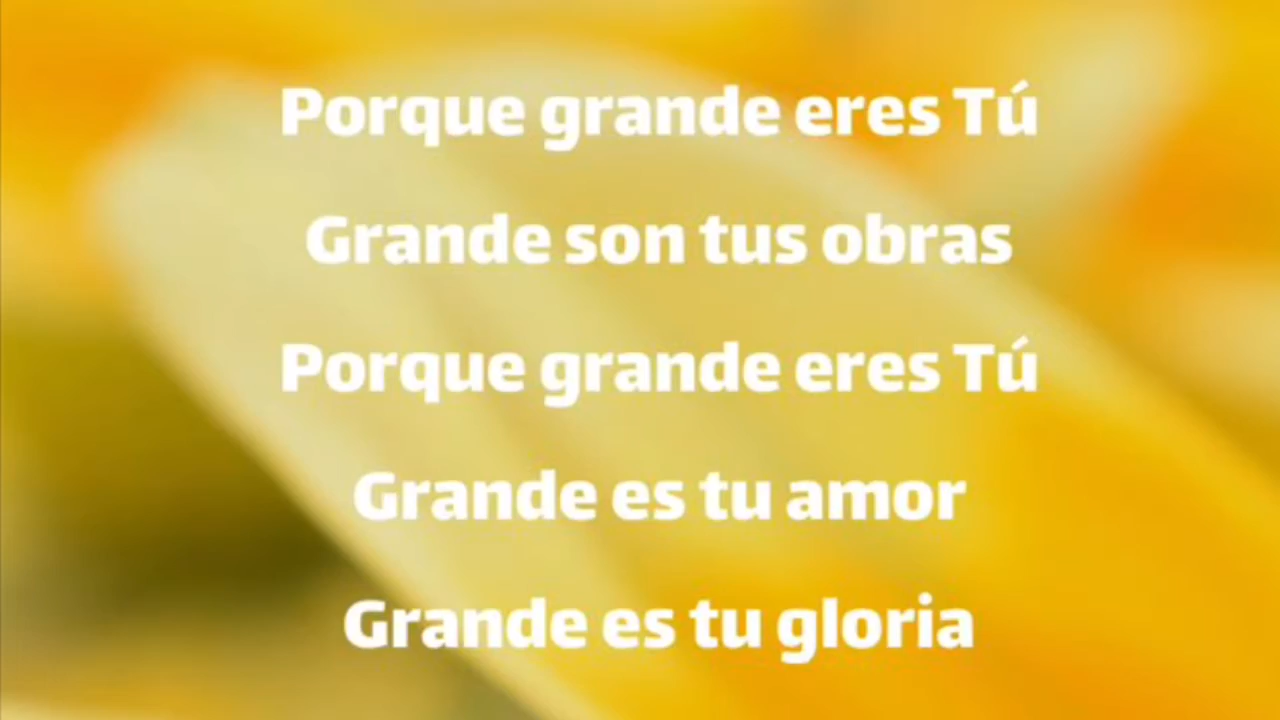 Porque grande eres Tú
Grande son tus obras
Porque grande eres Tú
Grande es tu amor
Grande es tu gloria